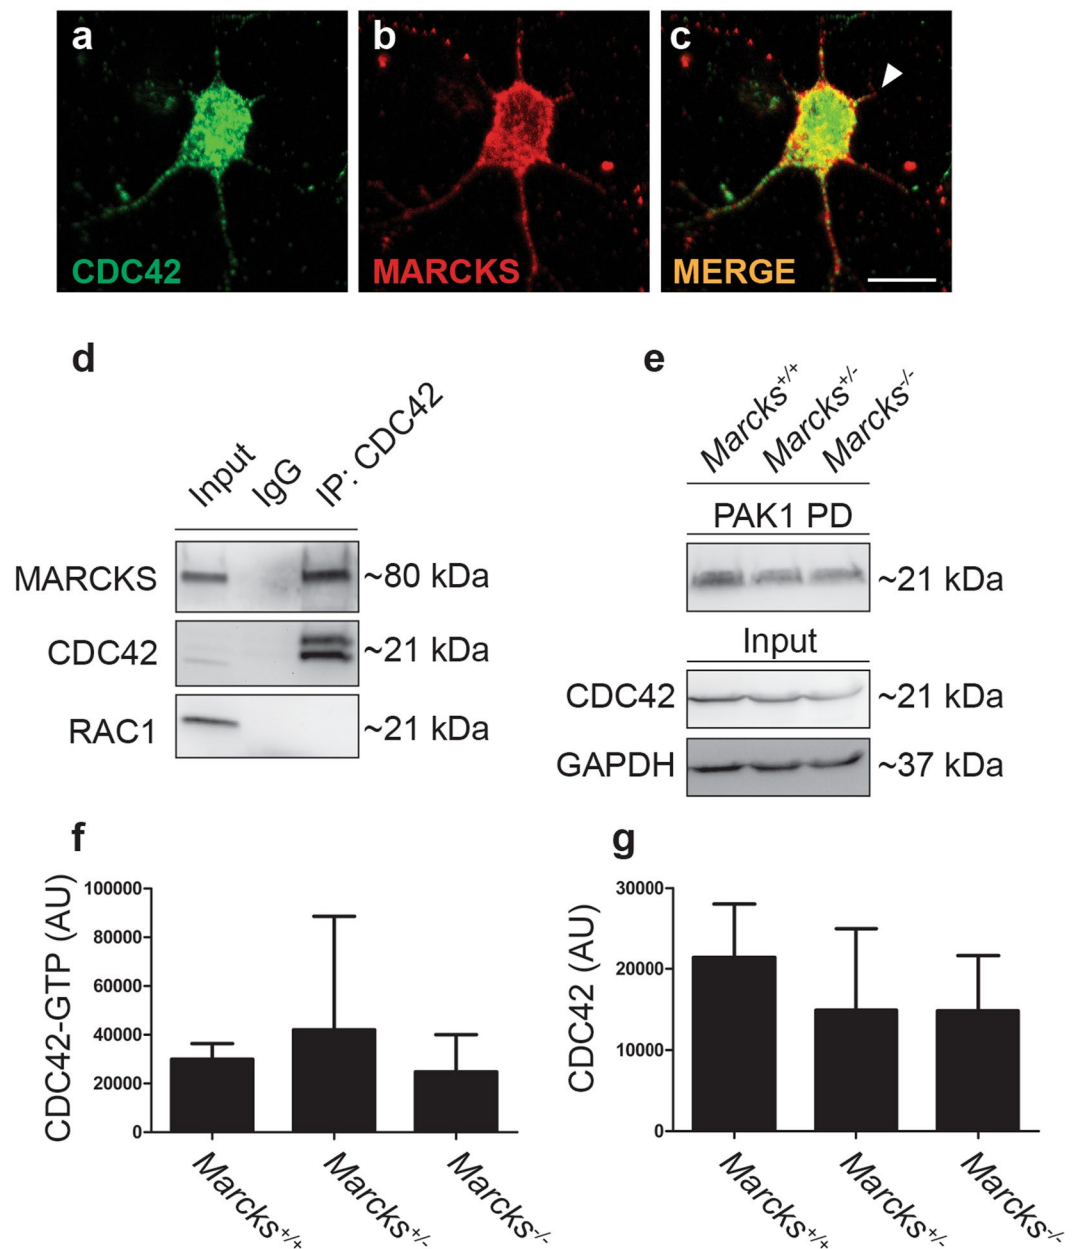 a
b
c
CDC42
MARCKS
MERGE
d
Input
IgG
IP: CDC42
MARCKS
~80 kDa
CDC42
~21 kDa
RAC1
~21 kDa
e
Marcks+/+
Marcks+/-
Marcks-/-
PAK1 PD
~21 kDa
Input
CDC42
~21 kDa
GAPDH
~37 kDa
f
CDC42-GTP (AU)
100000
80000
60000
40000
20000
0
Marcks+/+
Marcks+/-
Marcks-/-
g
CDC42 (AU)
30000
20000
10000
0
Marcks+/+
Marcks+/-
Marcks-/-